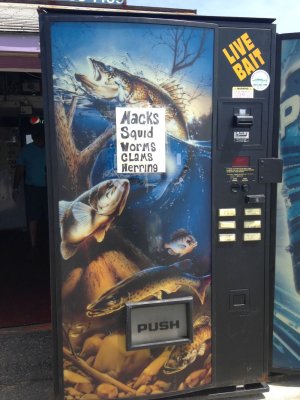 LIVE
BAIT
Macks
Squid
Worms
Clams
Herring
PUSH